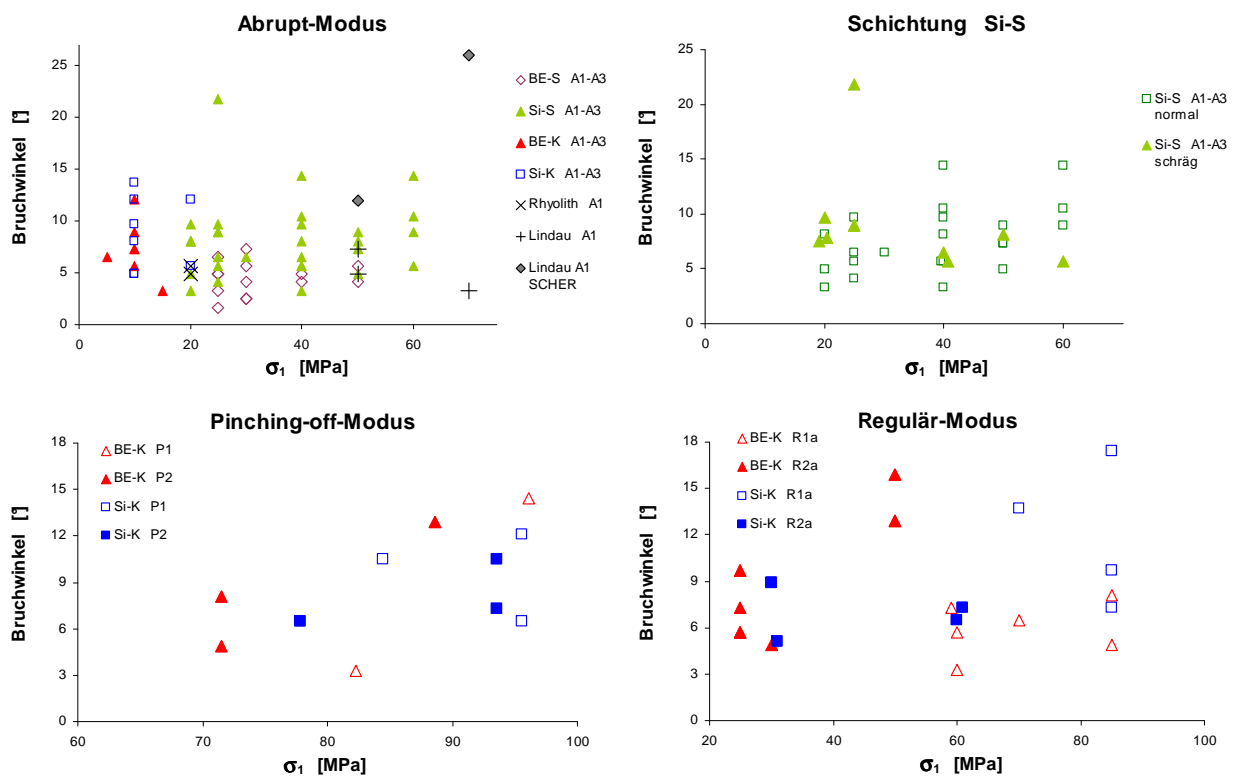 Abrupt-Modus
Bruchwinkel [°]
25
20
15
10
5
0
0
20
40
60
σ1 [MPa]
BE-S A1-A3
Si-S A1-A3
BE-K A1-A3
Si-K A1-A3
Rhyolith A1
Lindau A1
Lindau A1
SCHER
Schichtung Si-S
Bruchwinkel [°]
25
20
15
10
5
0
0
20
40
60
σ1 [MPa]
Si-S A1-A3
normal
Si-S A1-A3
schräg
Pinching-off-Modus
Bruchwinkel [°]
18
15
12
9
6
3
0
60
70
80
90
100
σ1 [MPa]
BE-K P1
BE-K P2
Si-K P1
Si-K P2
Regulär-Modus
Bruchwinkel [°]
18
15
12
9
6
3
0
20
40
60
80
100
σ1 [MPa]
BE-K R1a
BE-K R2a
Si-K R1a
Si-K R2a